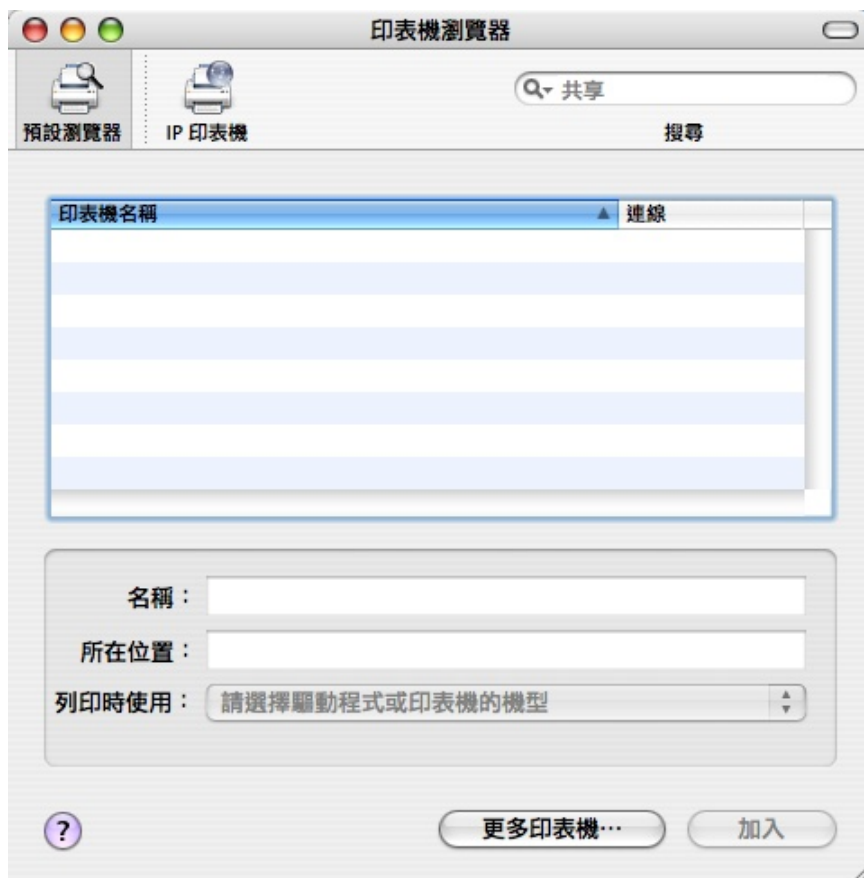 印表機瀏覽器
預設瀏覽器
IP 印表機
共享
搜尋
印表機名稱
連線
名稱：
所在位置：
列印時使用：
請選擇驅動程式或印表機的機型
?
更多印表機…
加入